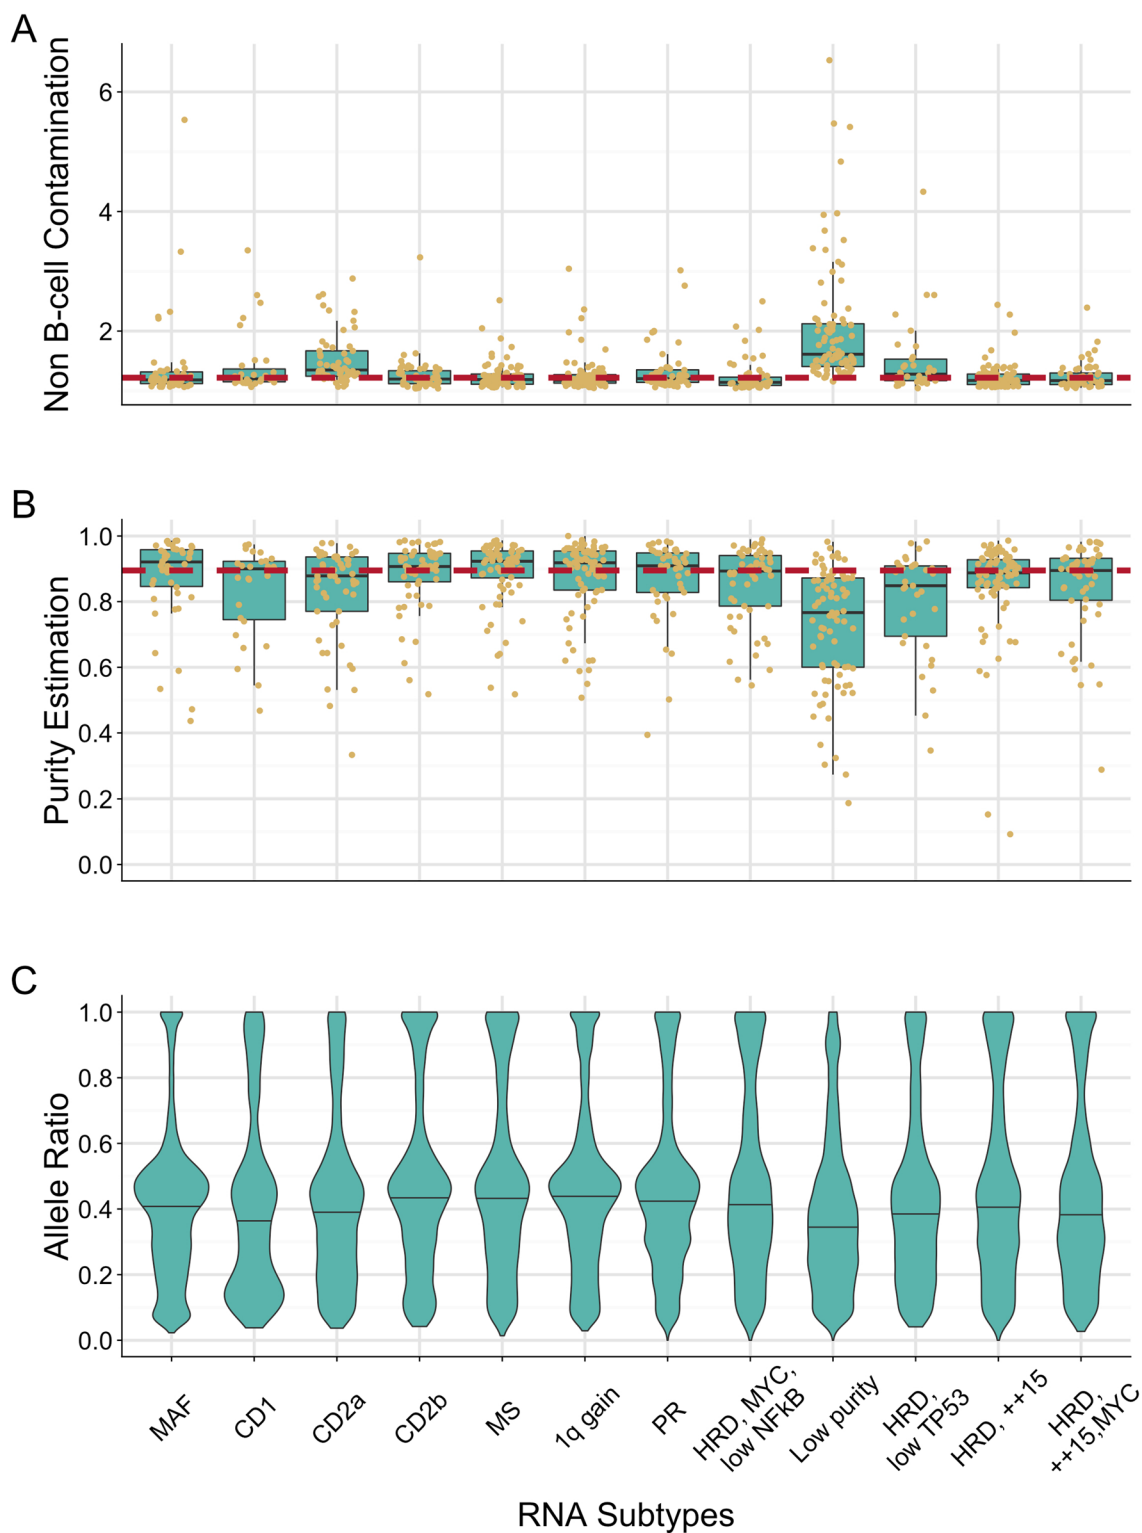 A
Non B-cell Contamination
6
4
2
B
Purity Estimation
1.0
0.8
0.6
0.4
0.2
0.0
C
Allele Ratio
1.0
0.8
0.6
0.4
0.2
0.0
MAF
CD1
CD2a
CD2b
MS
1q gain
PR
HRD, MYC,
low NFkB
Low purity
HRD,
low TP53
HRD, ++15
HRD,
++15,MYC
RNA Subtypes